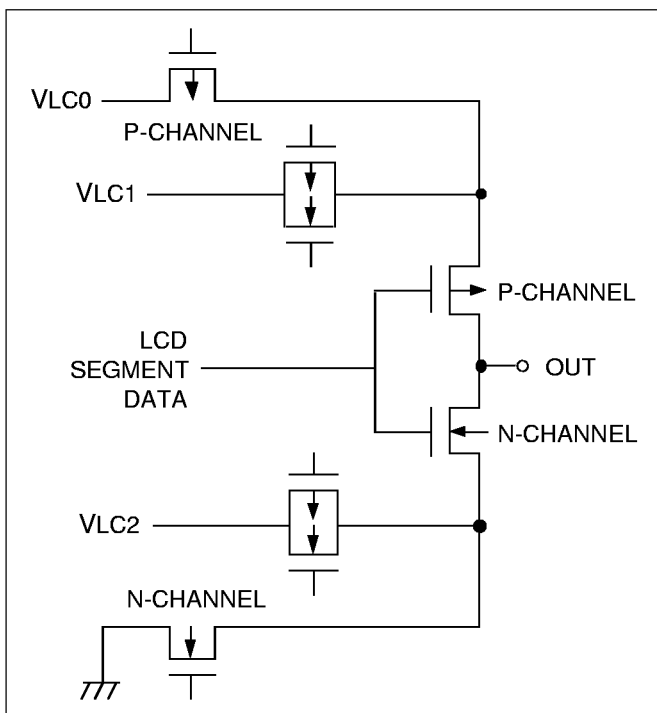 VLC0
P-CHANNEL
VLC1
P-CHANNEL
LCD
SEGMENT
DATA
OUT
N-CHANNEL
VLC2
N-CHANNEL